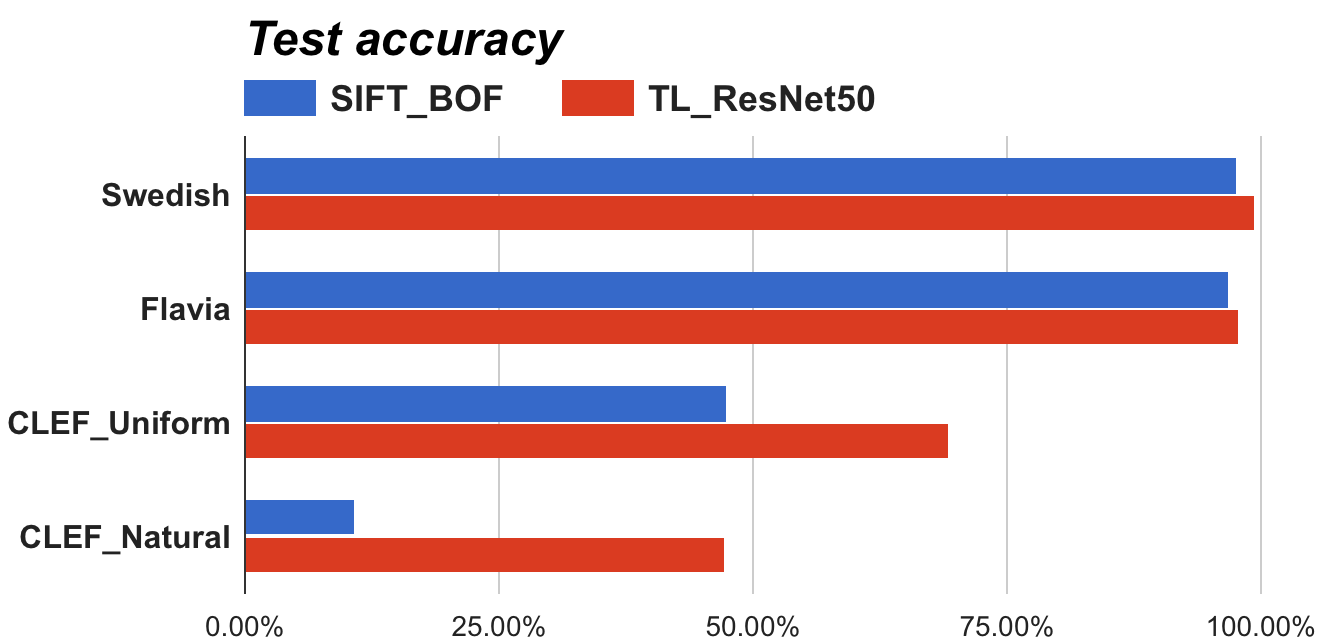 Test accuracy
SIFT_BOF TL_ResNet50
Swedish
Flavia
CLEF_Uniform
CLEF_Natural
0.00% 25.00% 50.00% 75.00% 100.00%